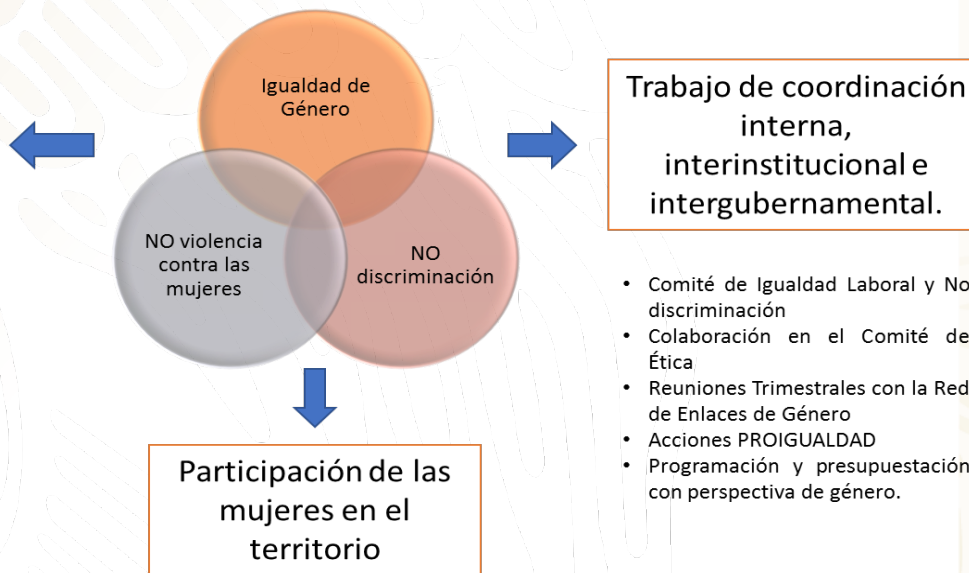 Igualdad de
Género
NO violencia
contra las
mujeres
NO
discriminación
Trabajo de coordinación
interna,
interinstitucional e
intergubernamental.
• Comité de Igualdad Laboral y No
discriminación
• Colaboración en el Comité de
Ética
• Reuniones Trimestrales con la Red
de Enlaces de Género
• Acciones PROIGUALDAD
• Programación y presupuestación
con perspectiva de género.
Participación de las
mujeres en el
territorio